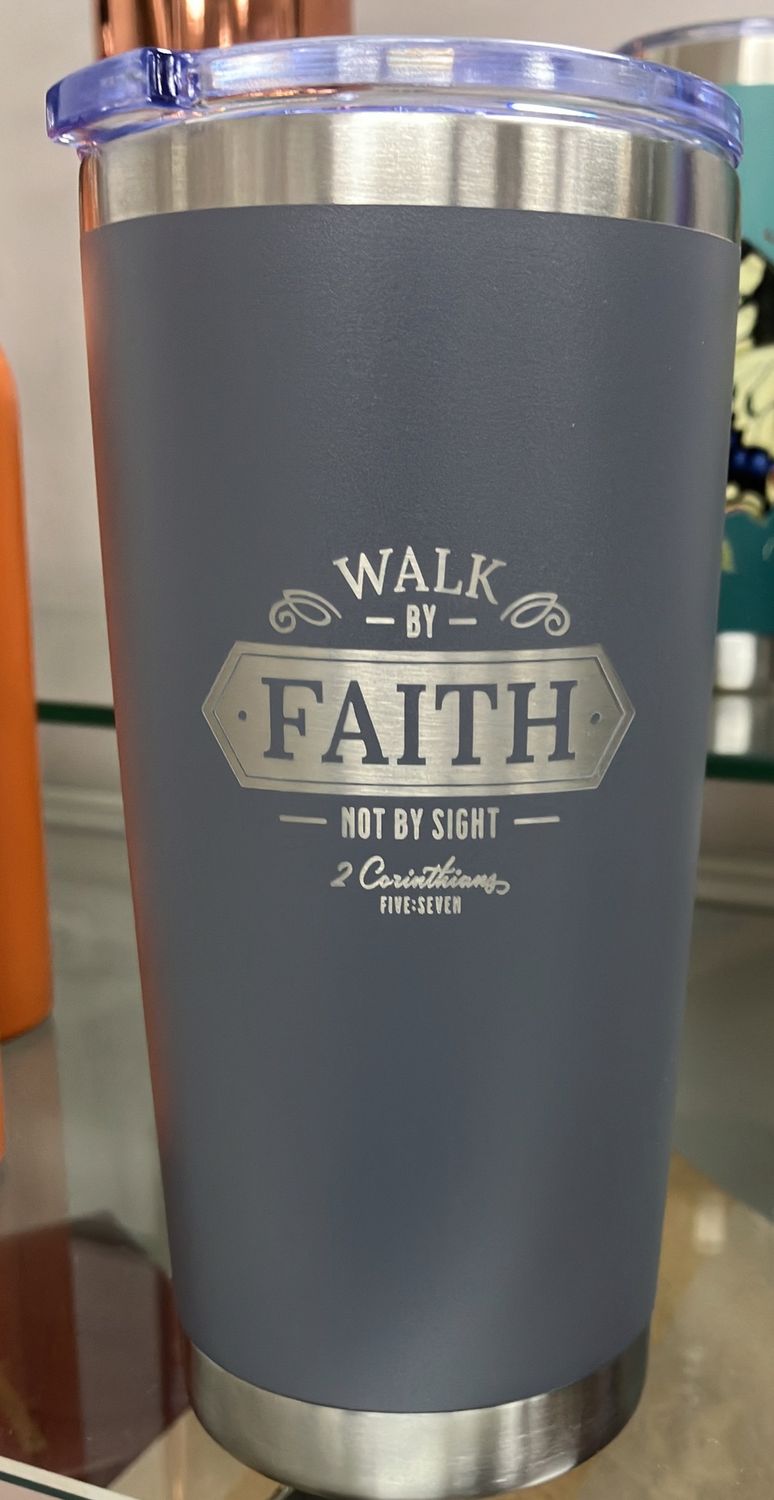 WALK
— BY —
FAITH
NOT BY SIGHT
2 Corinthians
FIVE:SEVEN